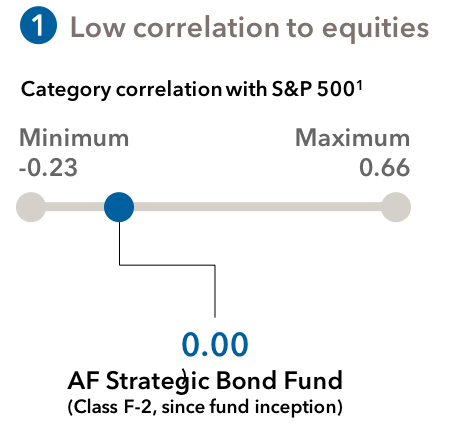 1 Low correlation to equities
Category correlation with S&P 500¹
Minimum Maximum
-0.23 0.66
0.00
)
AF Strategic Bond Fund
(Class F-2, since fund inception)